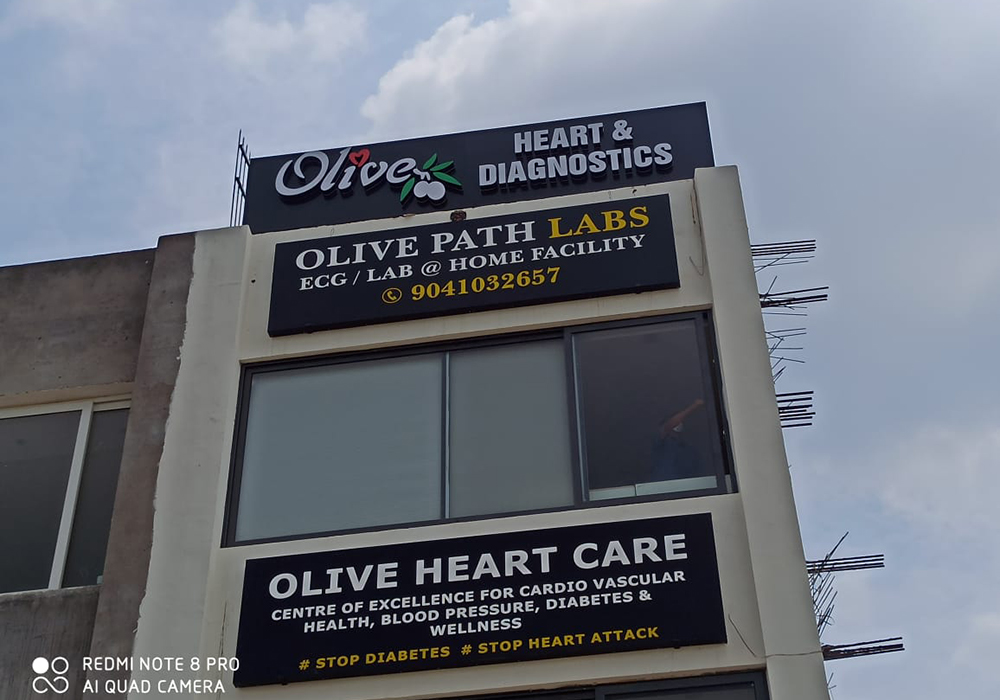 Olive
HEART &
DIAGNOSTICS
OLIVE PATH LABS
ECG / LAB @ HOME FACILITY
9041032657
OLIVE HEART CARE
CENTRE OF EXCELLENCE FOR CARDIO VASCULAR
HEALTH, BLOOD PRESSURE, DIABETES &
WELLNESS
# STOP DIABETES # STOP HEART ATTACK
REDMI NOTE 8 PRO
AI QUAD CAMERA